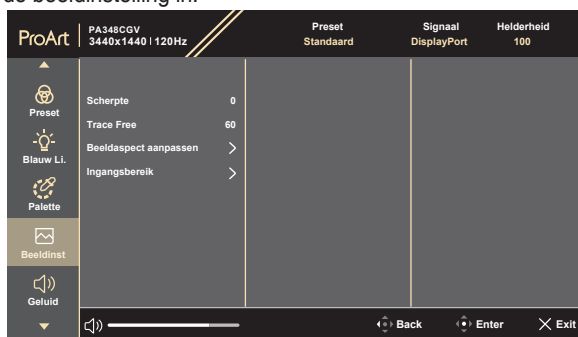 de beeldinstelling in.
ProArt
PA348CGV
3440x1440 | 120Hz
Preset
Standaard
Signaal
DisplayPort
Helderheid
100
Preset
Blauw Li.
Palette
Beeldinst
Geluid
Scherpte 0
Trace Free 60
Beeldaspect aanpassen
Ingangsbereik
Back
Enter
Exit